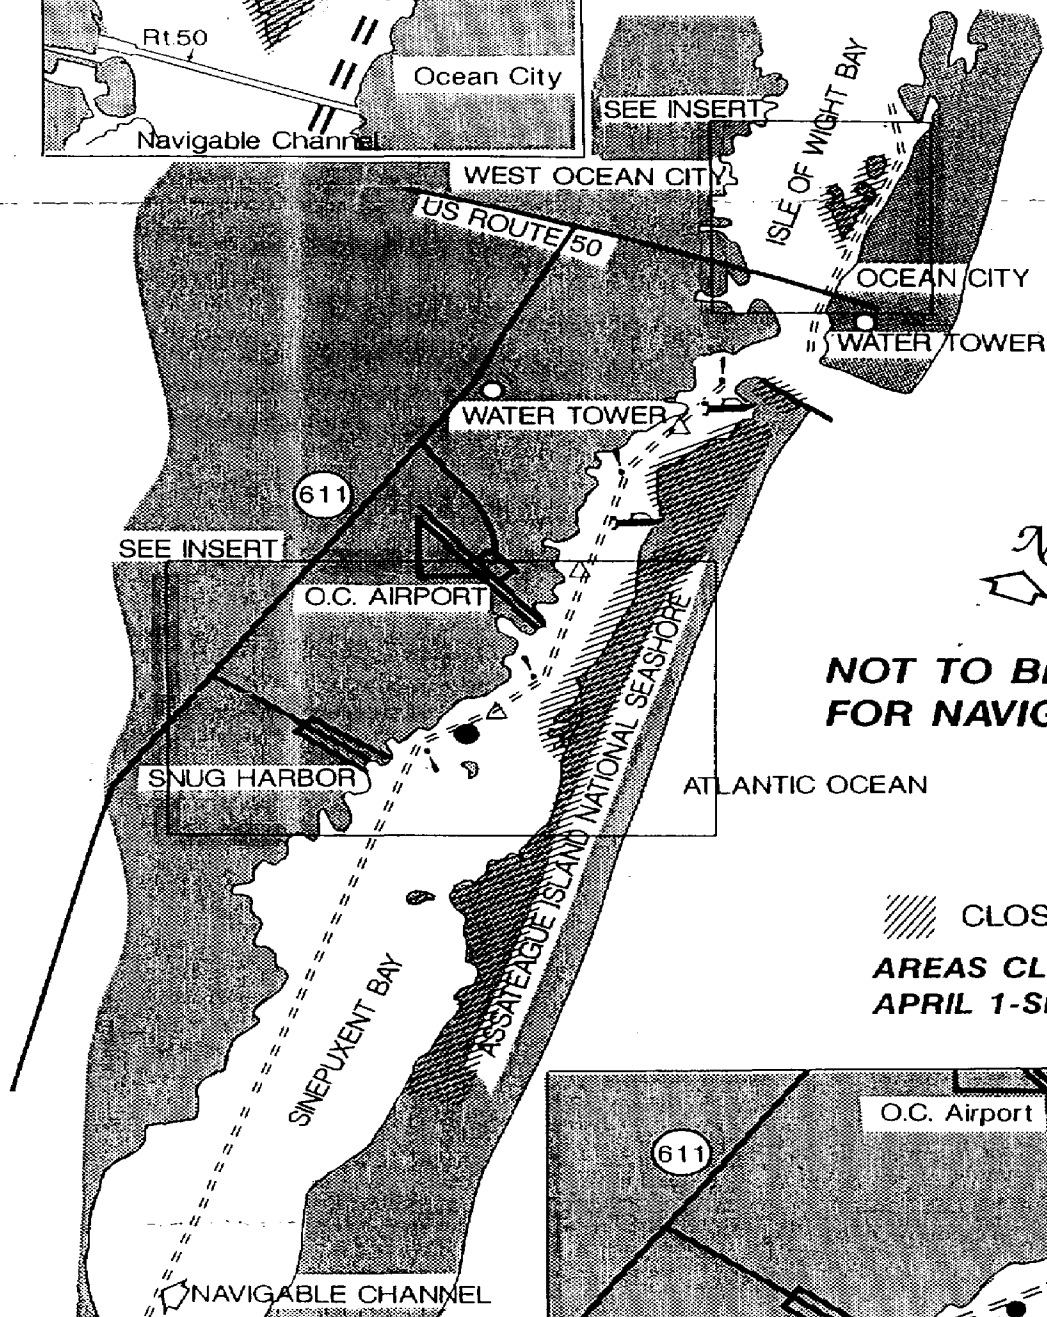 Rt.50
Ocean City
Navigable Channel
SEE INSERT
ISLE OF WIGHT BAY
WEST OCEAN CITY
US ROUTE 50
OCEAN CITY
WATER TOWER
WATER TOWER
611
SEE INSERT
O.C. AIRPORT
NOT TO
FOR
SNUG HARBOR
ATLANTIC OCEAN
ASSATEAGUE ISLAND NATIONAL SEASHORE
CLOS
AREAS CL
APRIL 1-S
SINEPUXENT BAY
O.C. Airport
611
NAVIGABLE CHANNEL